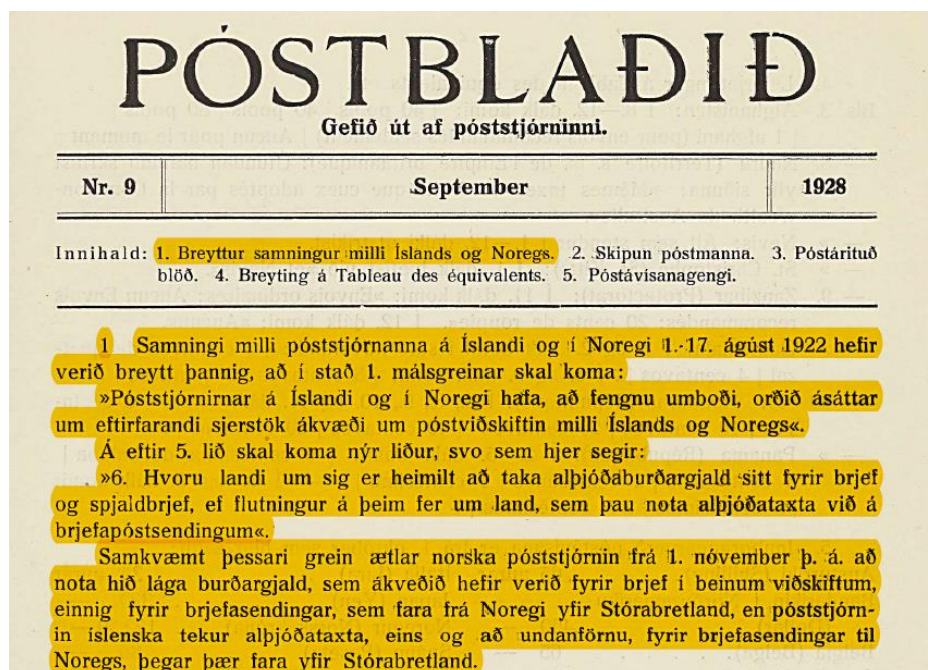 PÓSTBLAÐIÐ
Gefið út af póststjórninni.
Nr. 9 September 1928
Innihald: 1. Breyttur samningur milli Íslands og Noregs. 2. Skipun póstmanna. 3. Póstárituð
blöð. 4. Breyting á Tableau des équivalents. 5. Póstávísanagengi.
1 Samningi milli póststjórnanna á Íslandi og í Noregi 1.-17. ágúst 1922 hefir
verið breytt þannig, að í stað 1. málsgreinar skal koma:
»Póststjórnirnar á Íslandi og í Noregi hafa, að fengnu umboði, orðið ásáttar
um eftirfarandi sjerstök ákvæði um póstviðskiftin milli Íslands og Noregs«.
Á eftir 5. lið skal koma nýr liður, svo sem hjer segir:
»6. Hvoru landi um sig er heimilt að taka alþjóðaburðargjald sitt fyrir brjef
og spjaldbrjef, ef flutningur á þeim fer um land, sem þau nota alþjóðataxta við á
brjefapóstsendingum«.
Samkvæmt þessari grein ætlar norska póststjórnin frá 1. nóvember þ. á. að
nota hið lága burðargjald, sem ákveðið hefir verið fyrir brjef í beinum viðskiftum,
einnig fyrir brjefasendingar, sem fara frá Noregi yfir Stórabretland, en póststjórn-
in íslenska tekur alþjóðataxta, eins og að undanförnu, fyrir brjefasendingar til
Noregs, þegar þær fara yfir Stórabretland.